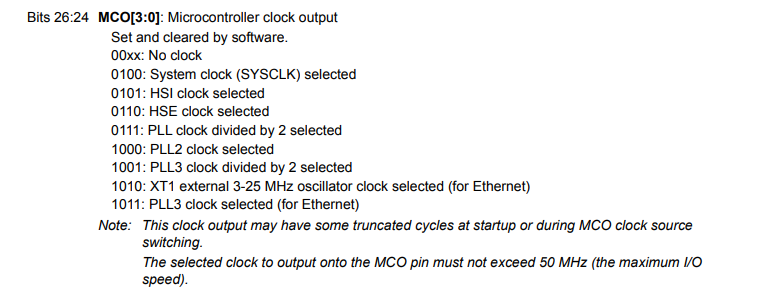 Bits 26:24 MCO[3:0]: Microcontroller clock output
Set and cleared by software.
00xx: No clock
0100: System clock (SYSCLK) selected
0101: HSI clock selected
0110: HSE clock selected
0111: PLL clock divided by 2 selected
1000: PLL2 clock selected
1001: PLL3 clock divided by 2 selected
1010: XT1 external 3-25 MHz oscillator clock selected (for Ethernet)
1011: PLL3 clock selected (for Ethernet)
Note: This clock output may have some truncated cycles at startup or during MCO clock source
switching.
The selected clock to output onto the MCO pin must not exceed 50 MHz (the maximum I/O
speed).